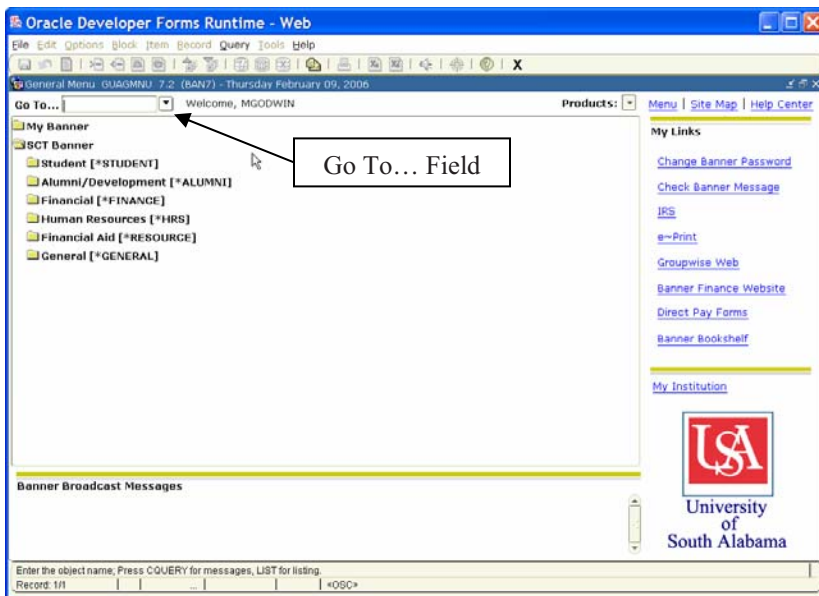 Oracle Developer Forms Runtime - Web
File Edit Options Block Item Record Query Tools Help
X
General Menu GUAGMNU 7.2 (BAN7) - Thursday February 09, 2006
Go To... Welcome, MGODWIN Products: Menu | Site Map | Help Center
My Banner
SCT Banner
Student [*STUDENT]
Alumni/Development [*ALUMNI]
Financial [*FINANCE]
Human Resources [*HRS]
Financial Aid [*RESOURCE]
General [*GENERAL]
Go To… Field
My Links
Change Banner Password
Check Banner Message
IRS
e~Print
Groupwise Web
Banner Finance Website
Direct Pay Forms
Banner Bookshelf
My Institution
USA
University
of
South Alabama
Banner Broadcast Messages
Enter the object name; Press CQUERY for messages, LIST for listing.
Record: 1/1 | | ... | | | <OSC>